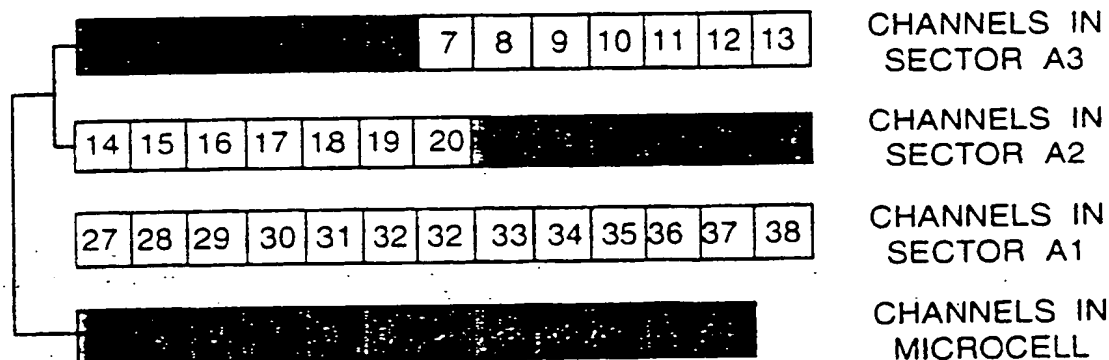 7 8 9 10 11 12 13
CHANNELS IN
SECTOR A3
14 15 16 17 18 19 20
CHANNELS IN
SECTOR A2
27 28 29 30 31 32 32 33 34 35 36 37 38
CHANNELS IN
SECTOR A1
CHANNELS IN
MICROCELL